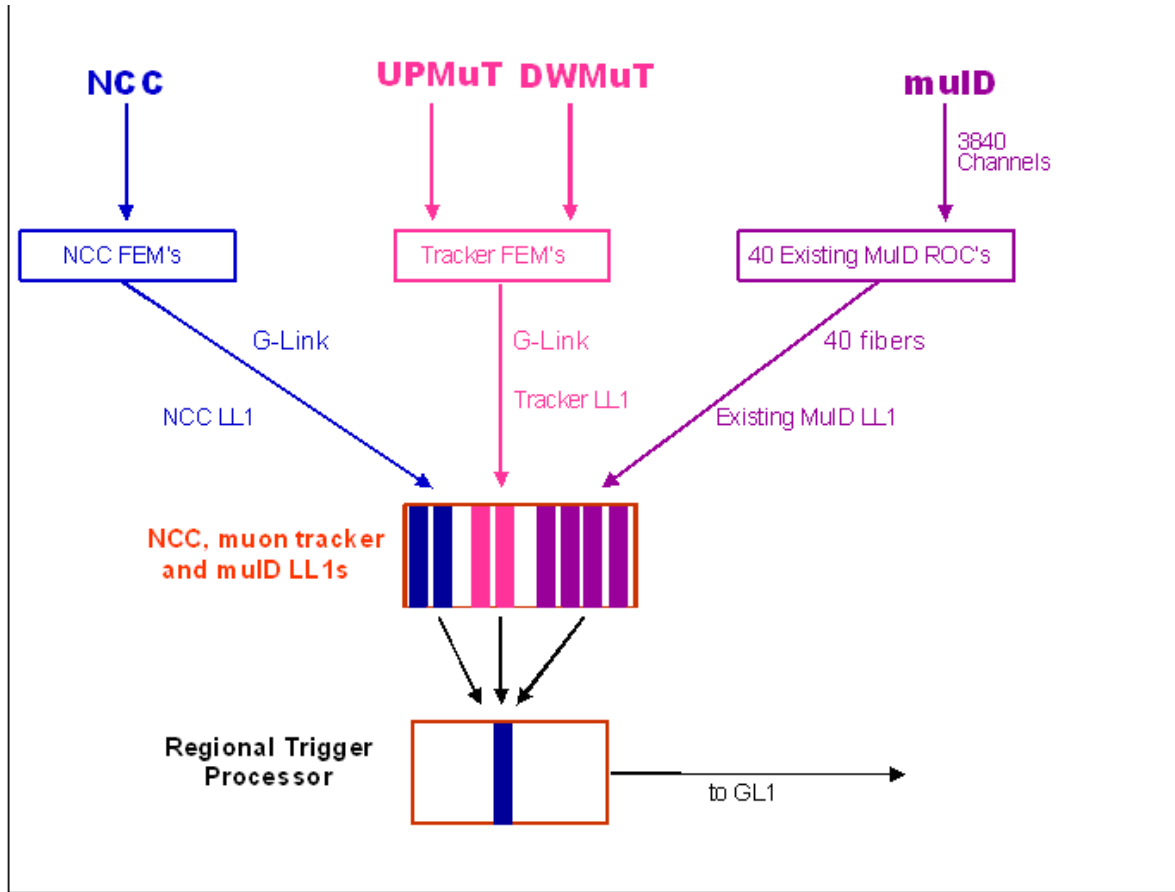 NCC
UPMuT DWMuT
muID
3840
Channels
NCC FEM's
Tracker FEM's
40 Existing MuID ROC's
G-Link
G-Link
40 fibers
NCC LL1
Tracker LL1
Existing MuID LL1
NCC, muon tracker
and muID LL1s
Regional Trigger
Processor
to GL1